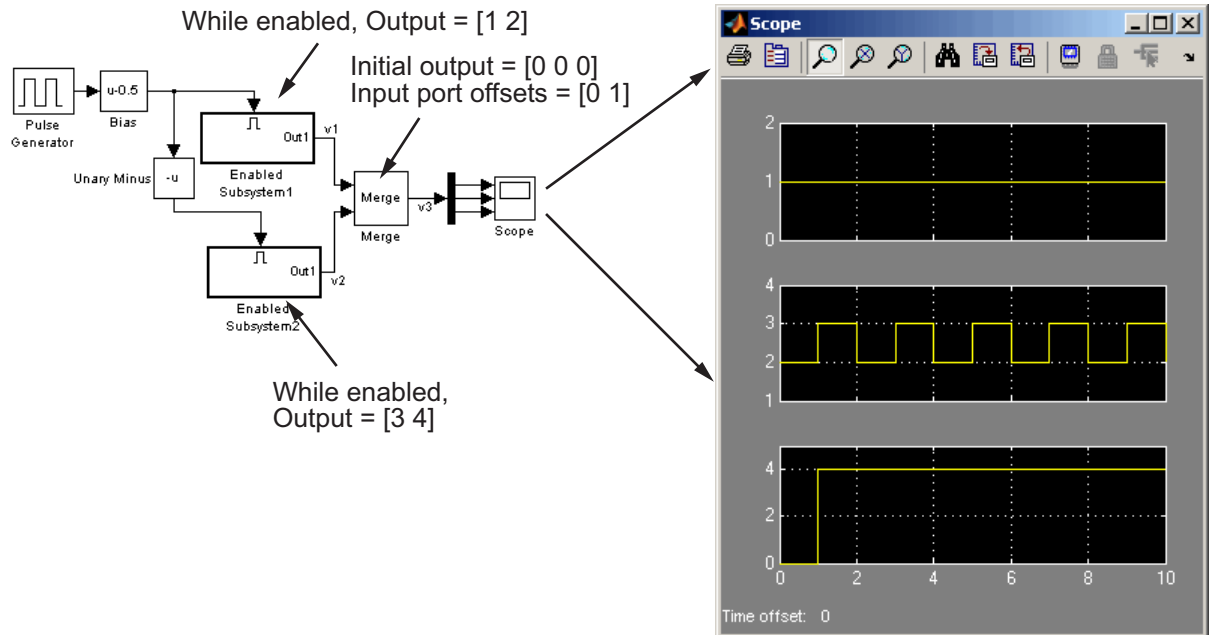 While enabled, Output = [1 2]
Initial output = [0 0 0]
Input port offsets = [0 1]
Pulse
Generator
u-0.5
Bias
Out1
v1
Enabled
Subsystem1
Unary Minus
-u
Merge
v3
Merge
Scope
Out1
v2
Enabled
Subsystem2
While enabled,
Output = [3 4]
Scope
2
1
0
4
3
2
1
4
2
0
0 2 4 6 8 10
Time offset: 0